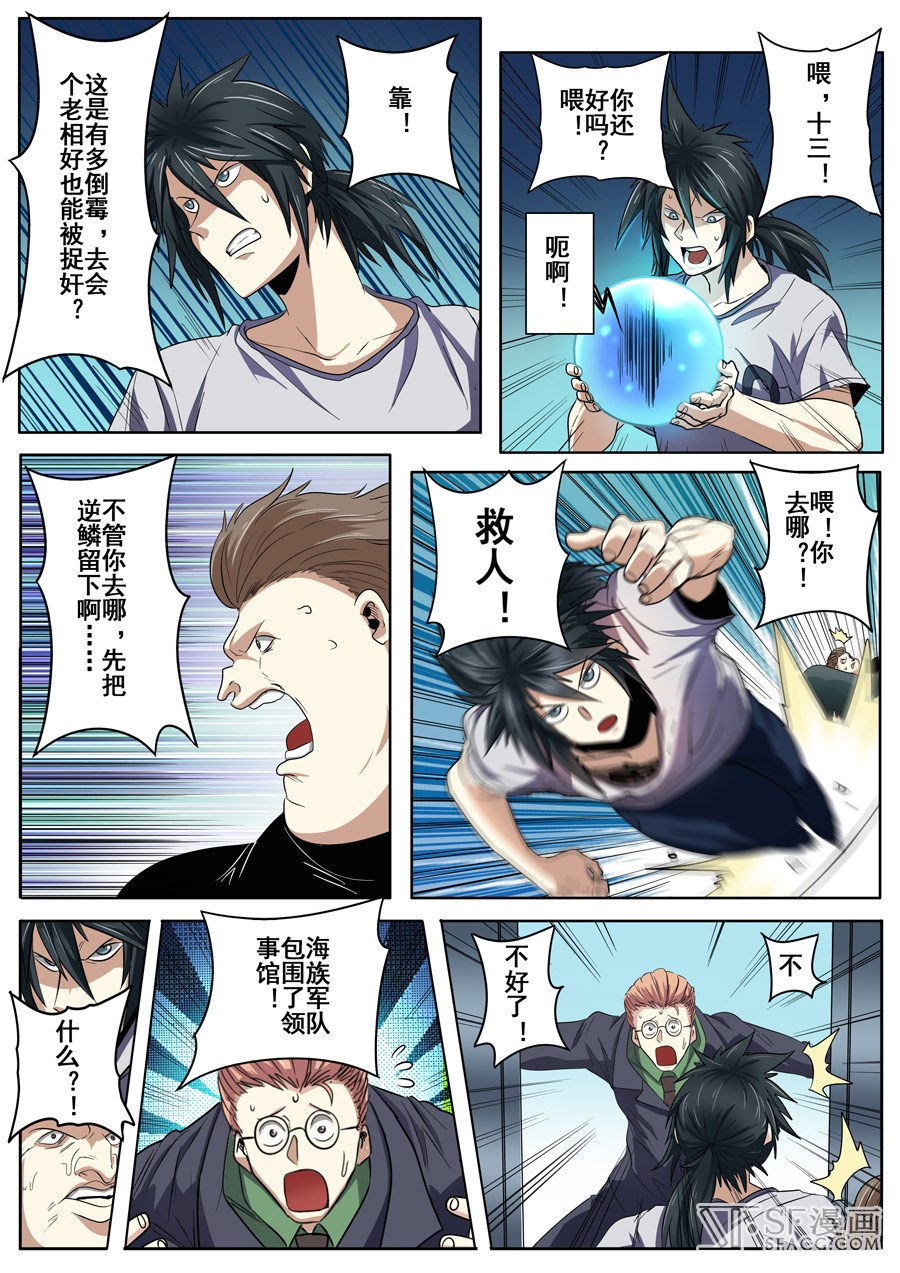 喂，十三！
你还
好吗？
喂！
呃啊！
靠！
这是有多倒霉，去会
个老相好也能被捉奸？
喂！你
去哪？！
救人！
不管你去哪，先把
逆鳞留下啊……
不
不好了！
海族军队
包围了领
事馆！
什么？！
SF漫画
SFACG.COM